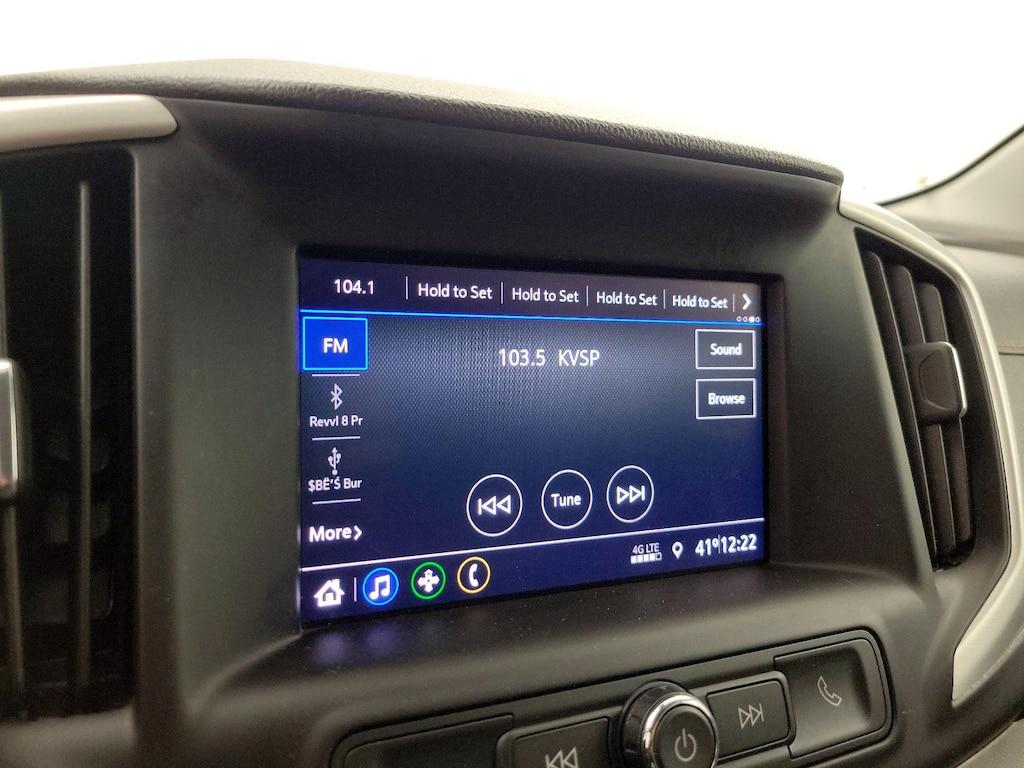 104.1 Hold to Set Hold to Set Hold to Set Hold to Set
FM
103.5 KVSP
Sound
Revvl 8 Pr
Browse
$BË'Ś Bur
Tune
More
4G LTE
41° 12:22